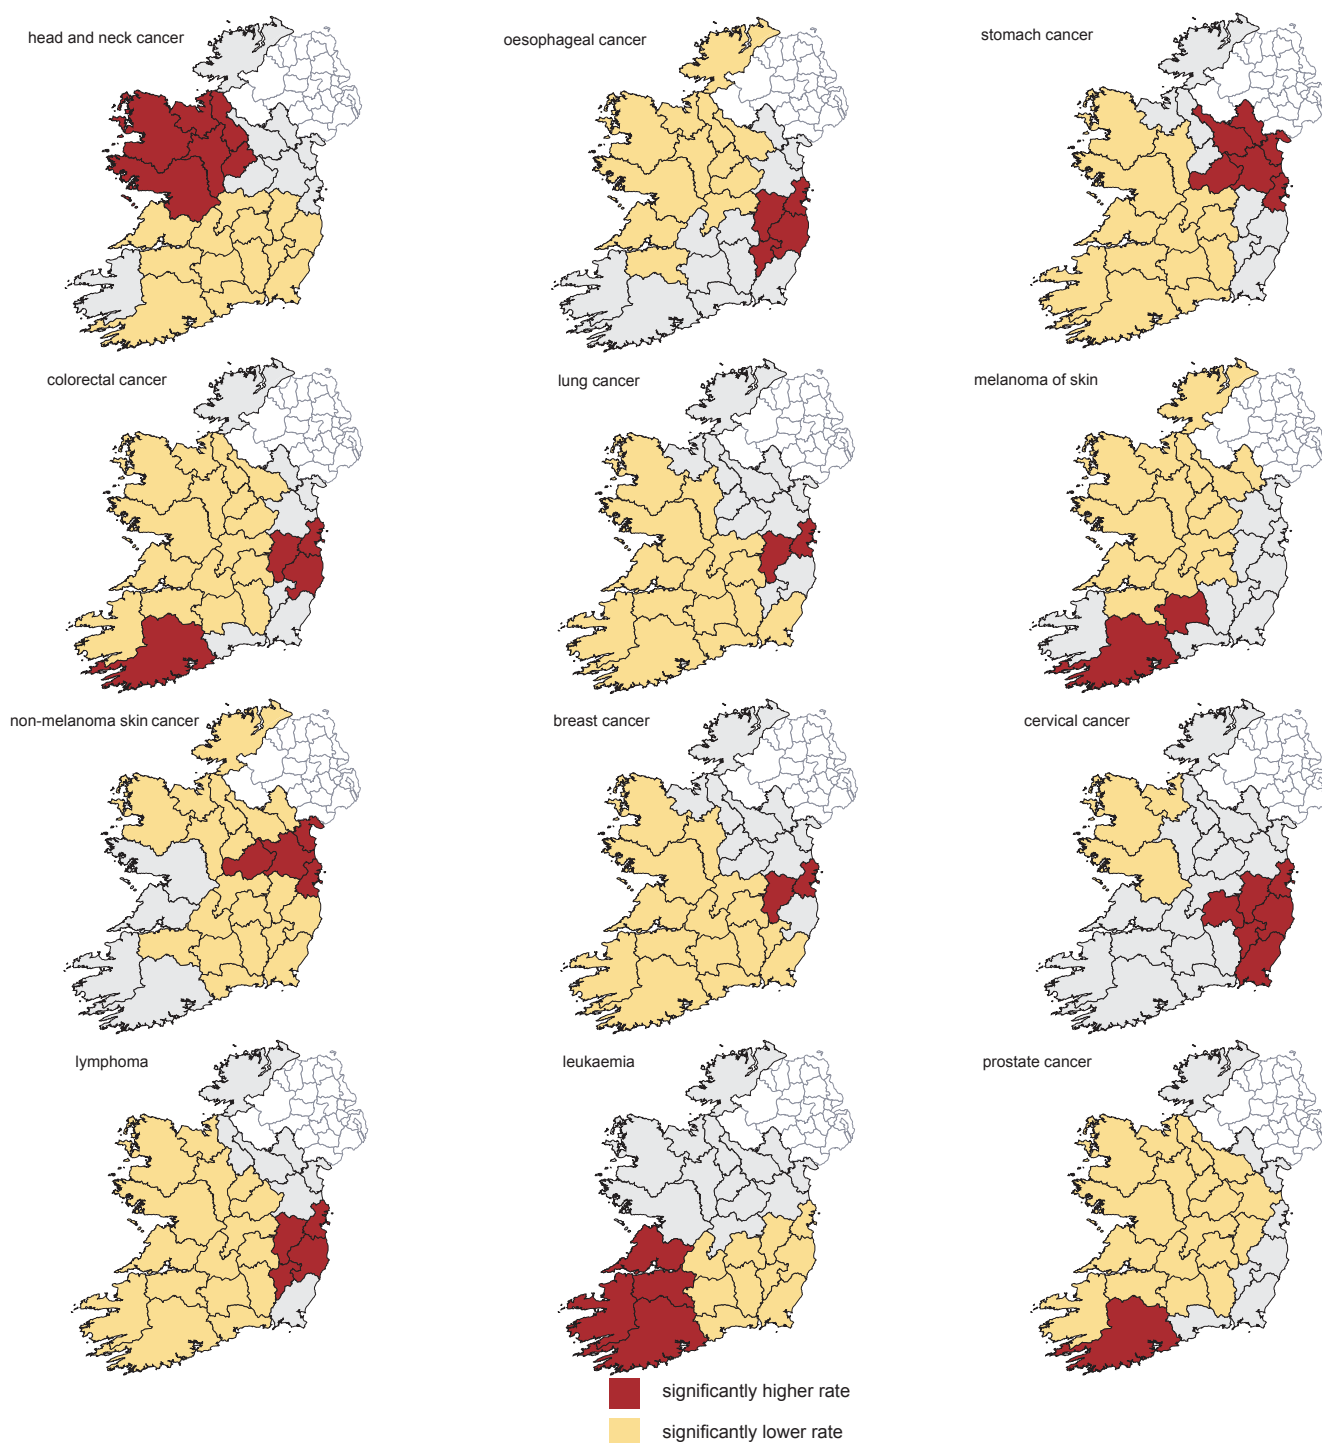 head and neck cancer
oesophageal cancer
stomach cancer
colorectal cancer
lung cancer
melanoma of skin
non-melanoma skin cancer
breast cancer
cervical cancer
lymphoma
leukaemia
prostate cancer
significantly higher rate
significantly lower rate